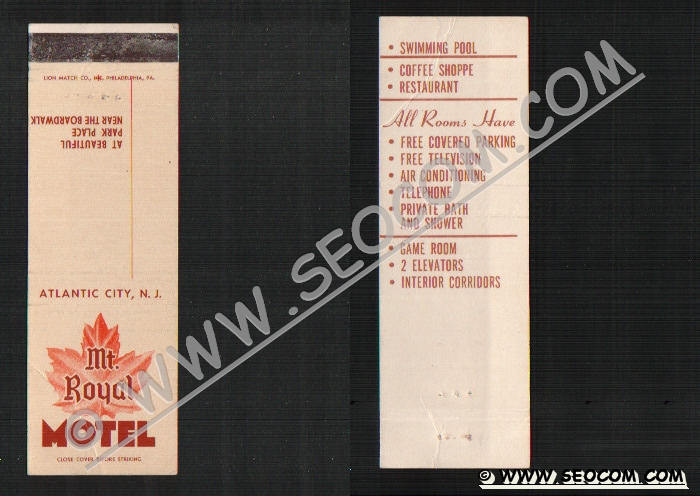 LION MATCH CO., INC. PHILADELPHIA, PA.
AT BEAUTIFUL
PARK PLACE
NEAR THE BOARDWALK
ATLANTIC CITY, N. J.
Mt.
Royal
MOTEL
CLOSE COVER BEFORE STRIKING
• SWIMMING POOL
• COFFEE SHOPPE
• RESTAURANT
All Rooms Have
• FREE COVERED PARKING
• FREE TELEVISION
• AIR CONDITIONING
• TELEPHONE
• PRIVATE BATH
AND SHOWER
• GAME ROOM
• 2 ELEVATORS
• INTERIOR CORRIDORS
© WWW.SEOCOM.COM
© WWW.SEOCOM.COM